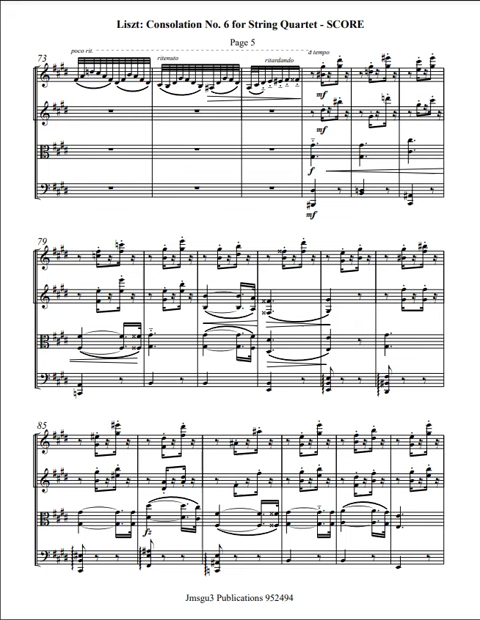 Liszt: Consolation No. 6 for String Quartet - SCORE
Page 5
poco rit.
a tempo
73
ritenuto
ritardando
mf
mf
f
mf
79
85
fz
Jmsgu3 Publications 952494